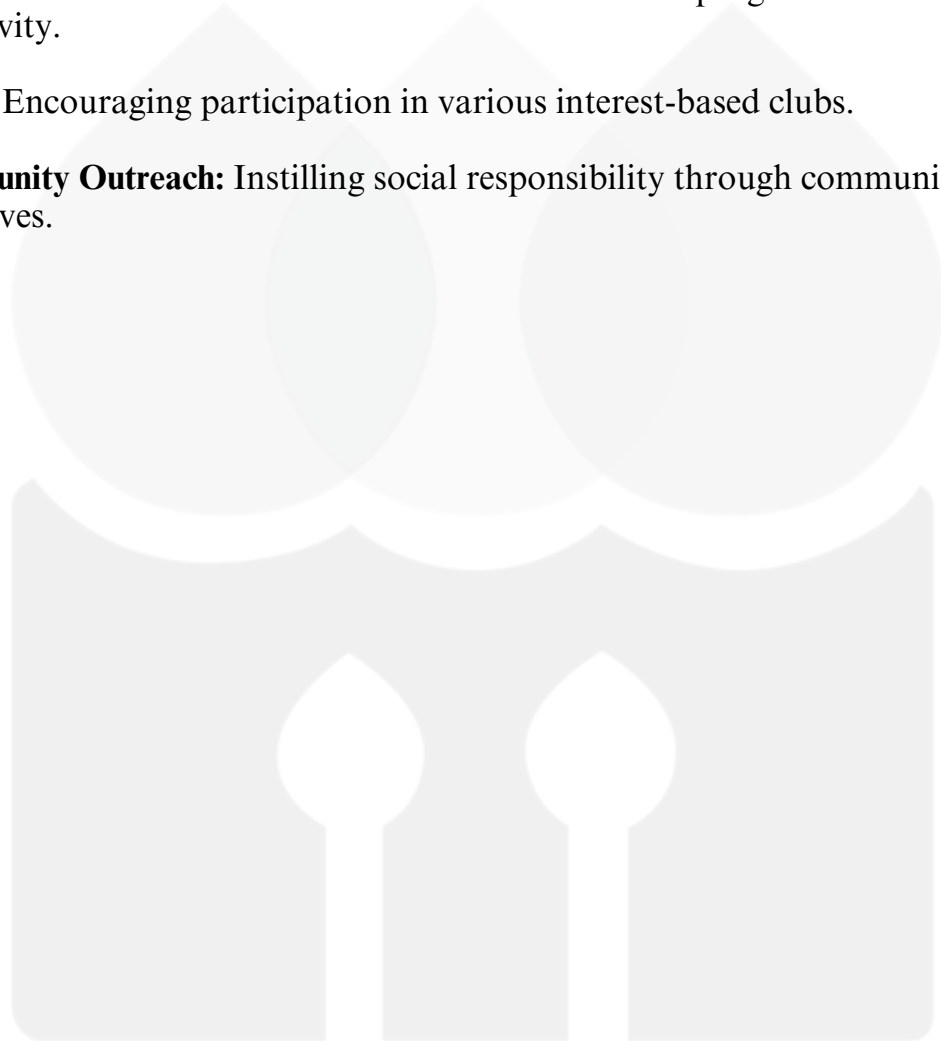 vity.
Encouraging participation in various interest-based clubs.
unity Outreach: Instilling social responsibility through communi
ves.